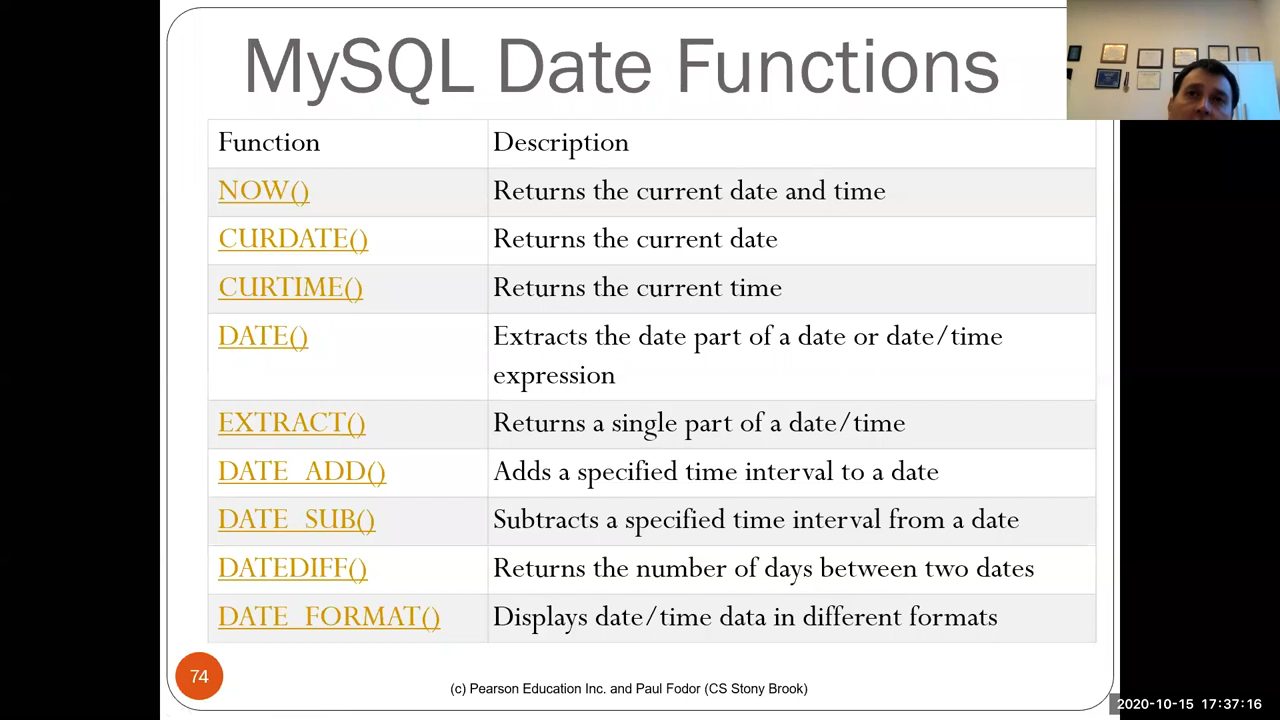 MySQL Date Functions
Function Description
NOW() Returns the current date and time
CURDATE() Returns the current date
CURTIME() Returns the current time
DATE() Extracts the date part of a date or date/time
expression
EXTRACT() Returns a single part of a date/time
DATE_ADD() Adds a specified time interval to a date
DATE_SUB() Subtracts a specified time interval from a date
DATEDIFF() Returns the number of days between two dates
DATE_FORMAT() Displays date/time data in different formats
74
(c) Pearson Education Inc. and Paul Fodor (CS Stony Brook)
2020-10-15 17:37:16